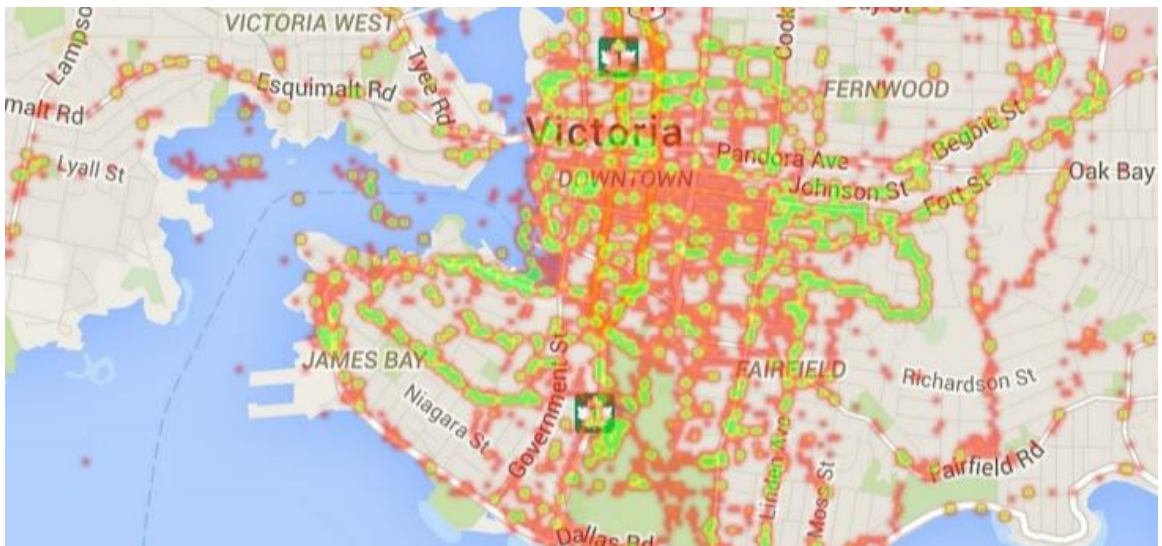 Lampso
VICTORIA WEST
Tyee Rd
Esquimalt Rd
malt Rd
Lyall St
1
Cook
Bay St
FERNWOOD
Begbie St
Victoria
Pandora Ave
DOWNTOWN
Johnson St
Fort St
Oak Bay
JAMES BAY
Niagara St
Government St
1
FAIRFIELD
Richardson St
Linden Ave
Moss St
Fairfield Rd
Dallas Rd